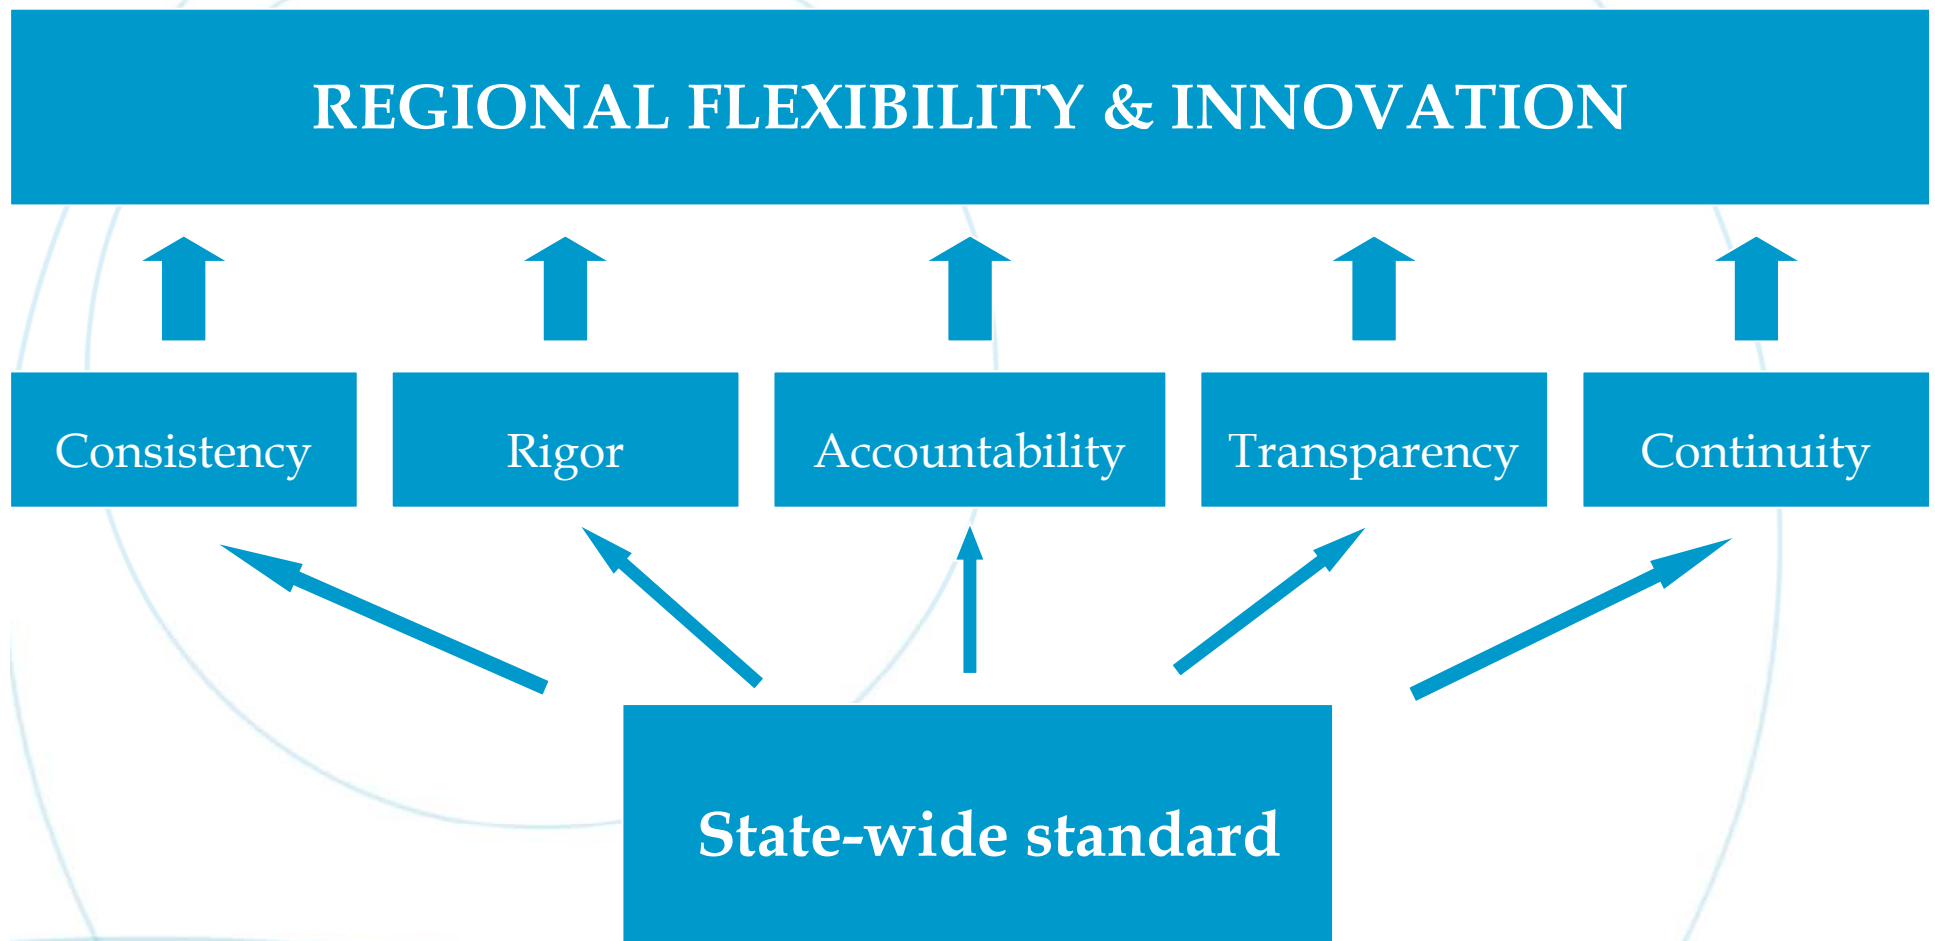 REGIONAL FLEXIBILITY & INNOVATION
Consistency
Rigor
Accountability
Transparency
Continuity
State-wide standard